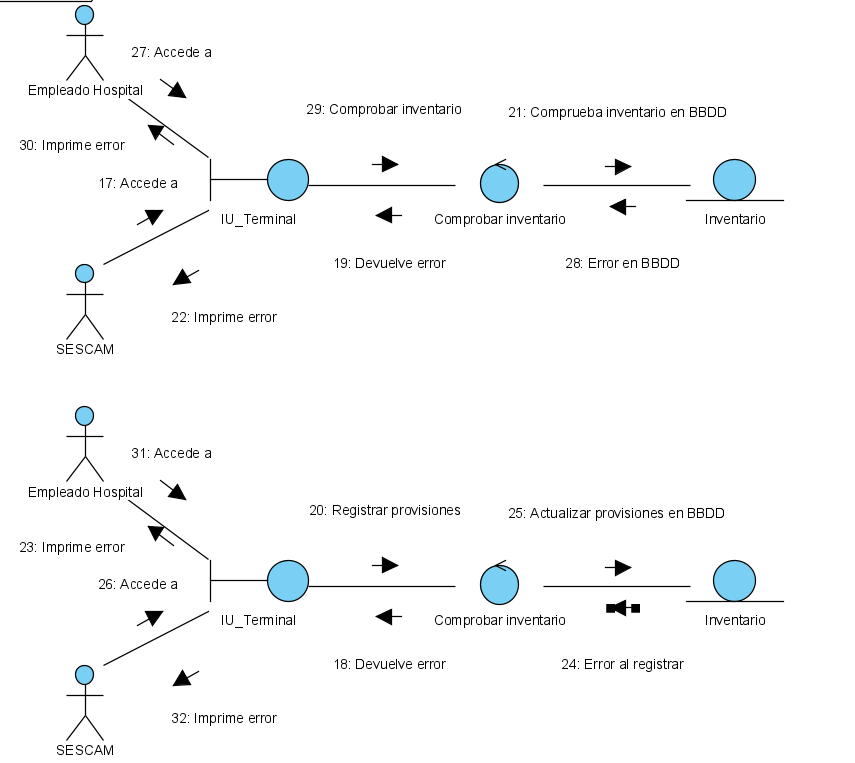 27: Accede a
Empleado Hospital
29: Comprobar inventario
21: Comprueba inventario en BBDD
30: Imprime error
17: Accede a
IU_Terminal
Comprobar inventario
Inventario
19: Devuelve error
28: Error en BBDD
22: Imprime error
SESCAM
31: Accede a
Empleado Hospital
20: Registrar provisiones
25: Actualizar provisiones en BBDD
23: Imprime error
26: Accede a
IU_Terminal
Comprobar inventario
Inventario
18: Devuelve error
24: Error al registrar
32: Imprime error
SESCAM